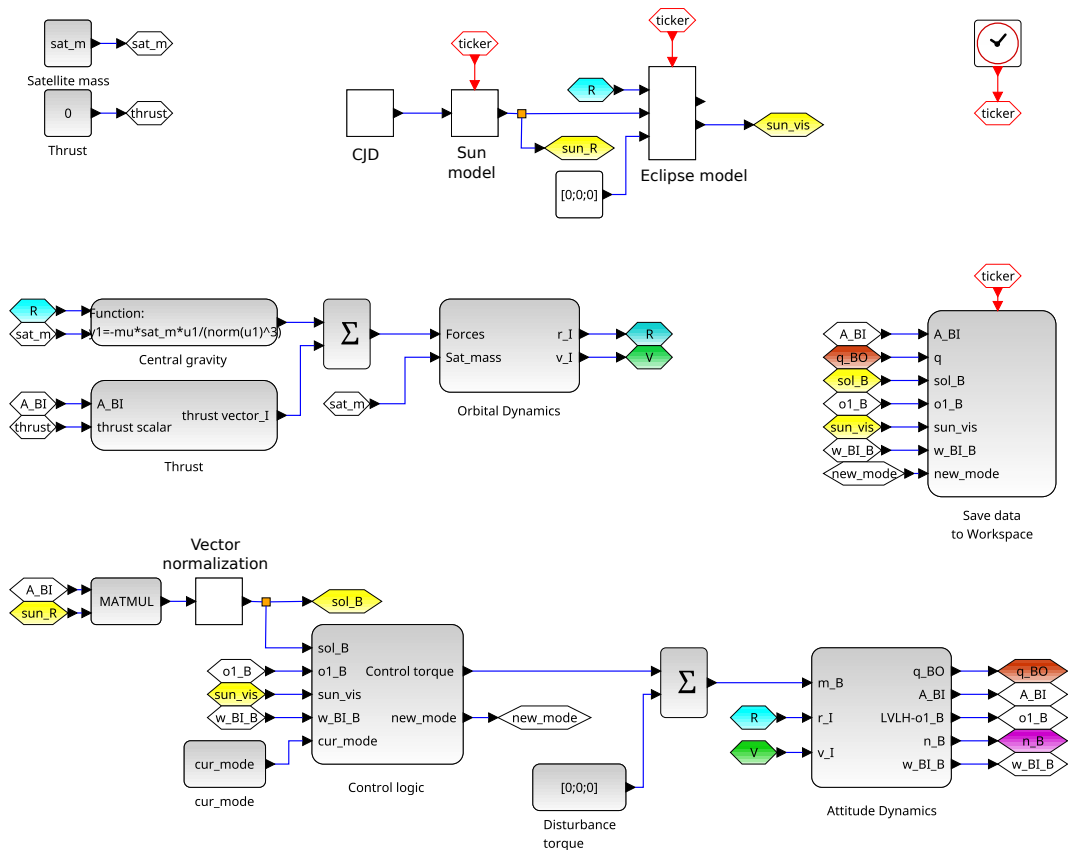 sat_m
sat_m
Satellite mass
0
thrust
Thrust
ticker
ticker
CJD
Sun
model
R
sun_R
[0;0;0]
sun_vis
Eclipse model
ticker
R
sat_m
Function:
y1=-mu*sat_m*u1/(norm(u1)^3)
Central gravity
A_BI
thrust
A_BI
thrust scalar
thrust vector_I
Thrust
Σ
sat_m
Forces
Sat_mass
r_I
v_I
R
V
Orbital Dynamics
ticker
A_BI
A_BI
q_BO
q
sol_B
sol_B
o1_B
o1_B
sun_vis
sun_vis
w_BI_B
w_BI_B
new_mode
new_mode
Save data
to Workspace
Vector
normalization
A_BI
sun_R
MATMUL
sol_B
sol_B
o1_B
o1_B
Control torque
sun_vis
sun_vis
w_BI_B
w_BI_B
new_mode
new_mode
cur_mode
cur_mode
cur_mode
Control logic
Σ
[0;0;0]
Disturbance
torque
m_B
R
r_I
V
v_I
q_BO
q_BO
A_BI
A_BI
LVLH-o1_B
o1_B
n_B
n_B
w_BI_B
w_BI_B
Attitude Dynamics